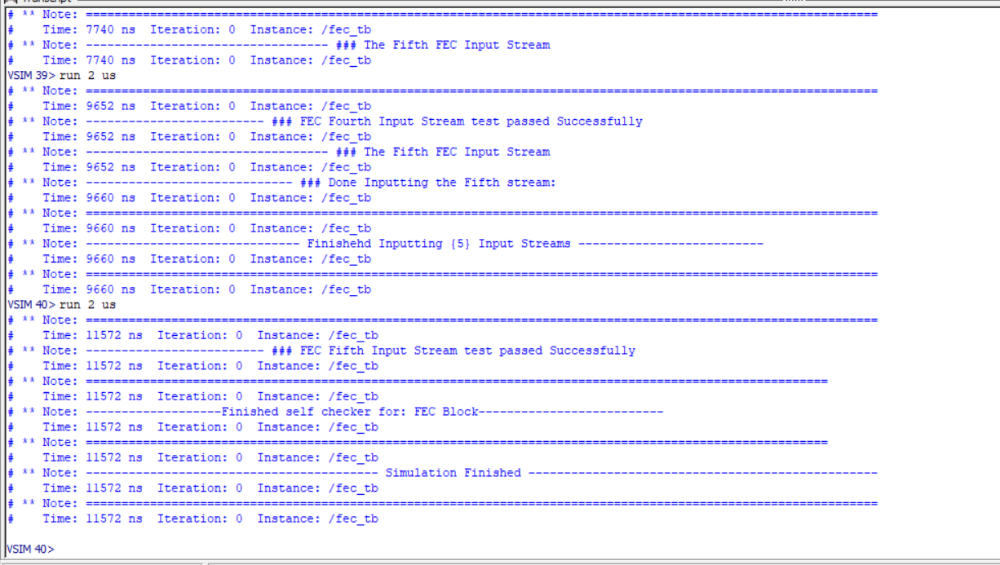 Transcript
# ** Note: ==============================================================================================================
#    Time: 7740 ns  Iteration: 0  Instance: /fec_tb
# ** Note: ---------------------------------- ### The Fifth FEC Input Stream
#    Time: 7740 ns  Iteration: 0  Instance: /fec_tb
VSIM 39> run 2 us
# ** Note: ==============================================================================================================
#    Time: 9652 ns  Iteration: 0  Instance: /fec_tb
# ** Note: ------------------------- ### FEC Fourth Input Stream test passed Successfully
#    Time: 9652 ns  Iteration: 0  Instance: /fec_tb
# ** Note: ---------------------------------- ### The Fifth FEC Input Stream
#    Time: 9652 ns  Iteration: 0  Instance: /fec_tb
# ** Note: ----------------------------- ### Done Inputting the Fifth stream:
#    Time: 9660 ns  Iteration: 0  Instance: /fec_tb
# ** Note: ==============================================================================================================
#    Time: 9660 ns  Iteration: 0  Instance: /fec_tb
# ** Note: ------------------------------ Finishehd Inputting {5} Input Streams --------------------------
#    Time: 9660 ns  Iteration: 0  Instance: /fec_tb
# ** Note: ==============================================================================================================
#    Time: 9660 ns  Iteration: 0  Instance: /fec_tb
VSIM 40> run 2 us
# ** Note: ==============================================================================================================
#    Time: 11572 ns  Iteration: 0  Instance: /fec_tb
# ** Note: ------------------------- ### FEC Fifth Input Stream test passed Successfully
#    Time: 11572 ns  Iteration: 0  Instance: /fec_tb
# ** Note: ========================================================================================================
#    Time: 11572 ns  Iteration: 0  Instance: /fec_tb
# ** Note: -------------------Finished self checker for: FEC Block--------------------------
#    Time: 11572 ns  Iteration: 0  Instance: /fec_tb
# ** Note: ========================================================================================================
#    Time: 11572 ns  Iteration: 0  Instance: /fec_tb
# ** Note: ----------------------------------------- Simulation Finished -------------------------------------------------
#    Time: 11572 ns  Iteration: 0  Instance: /fec_tb
# ** Note: ==============================================================================================================
#    Time: 11572 ns  Iteration: 0  Instance: /fec_tb
VSIM 40>